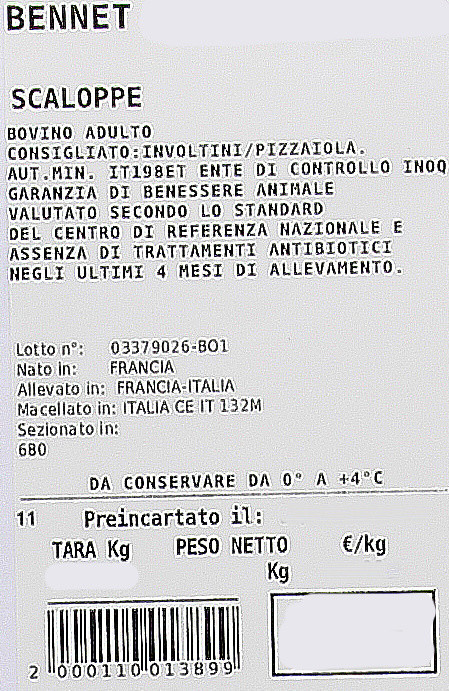 BENNET
SCALOPPE
BOVINO ADULTO
CONSIGLIATO:INVOLTINI/PIZZAIOLA.
AUT.MIN. IT198ET ENTE DI CONTROLLO INOQ
GARANZIA DI BENESSERE ANIMALE
VALUTATO SECONDO LO STANDARD
DEL CENTRO DI REFERENZA NAZIONALE E
ASSENZA DI TRATTAMENTI ANTIBIOTICI
NEGLI ULTIMI 4 MESI DI ALLEVAMENTO.
Lotto n°: 03379026-BO1
Nato in: FRANCIA
Allevato in: FRANCIA-ITALIA
Macellato in: ITALIA CE IT 132M
Sezionato in:
680
DA CONSERVARE DA 0° A +4°C
11 Preincartato il:
TARA Kg PESO NETTO €/kg
Kg
2 000110 013899